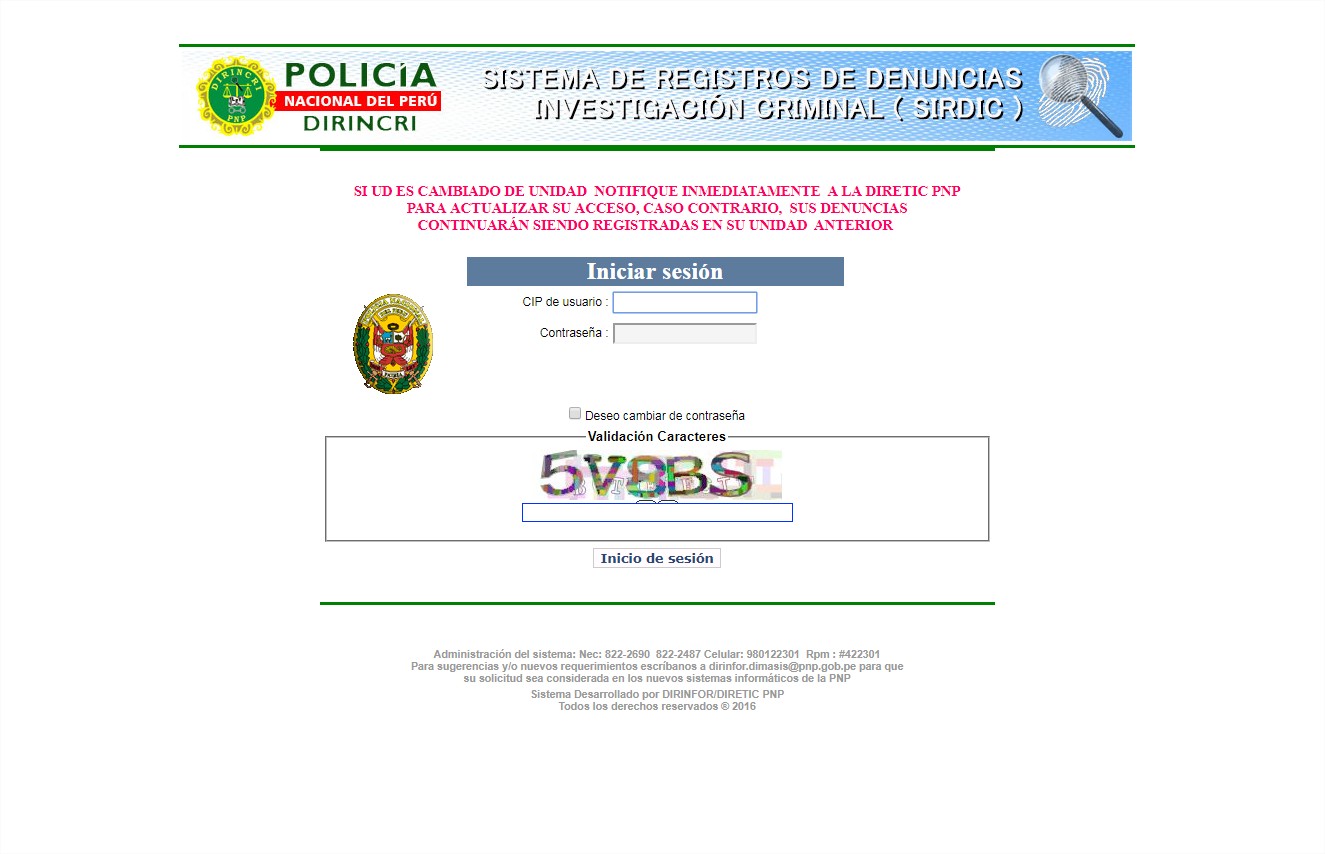 DIRINCRI
PNP
POLICÍA
NACIONAL DEL PERÚ
DIRINCRI
SISTEMA DE REGISTROS DE DENUNCIAS
INVESTIGACIÓN CRIMINAL ( SIRDIC )
SI UD ES CAMBIADO DE UNIDAD NOTIFIQUE INMEDIATAMENTE A LA DIRETIC PNP
PARA ACTUALIZAR SU ACCESO, CASO CONTRARIO, SUS DENUNCIAS
CONTINUARÁN SIENDO REGISTRADAS EN SU UNIDAD ANTERIOR
Iniciar sesión
CIP de usuario :
Contraseña :
DEL PERU
PATRIA
Deseo cambiar de contraseña
Validación Caracteres
Inicio de sesión
Administración del sistema: Nec: 822-2690 822-2487 Celular: 980122301 Rpm : #422301
Para sugerencias y/o nuevos requerimientos escríbanos a dirinfor.dimasis@pnp.gob.pe para que
su solicitud sea considerada en los nuevos sistemas informáticos de la PNP
Sistema Desarrollado por DIRINFOR/DIRETIC PNP
Todos los derechos reservados ® 2016